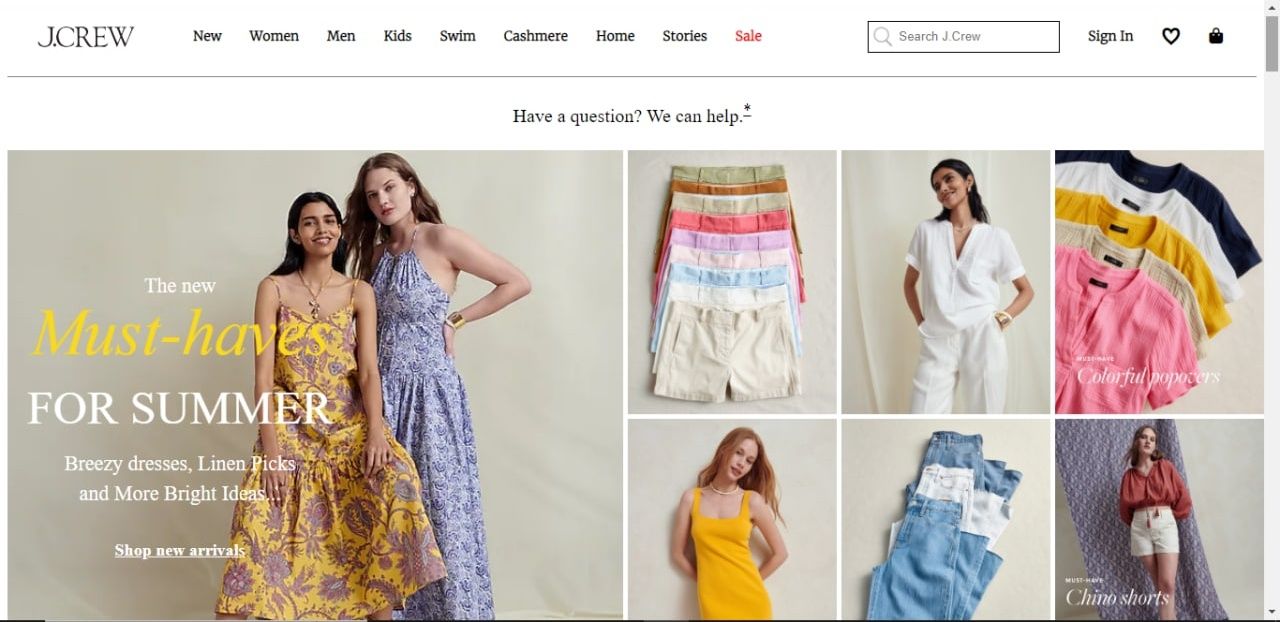 J.CREW
New Women Men Kids Swim Cashmere Home Stories Sale
Search J.Crew
Sign In
Have a question? We can help.*
The new
Must-haves
FOR SUMMER
Breezy dresses, Linen Picks
and More Bright Ideas...
Shop new arrivals
MUST-HAVE
Colorful popovers
MUST-HAVE
Chino shorts